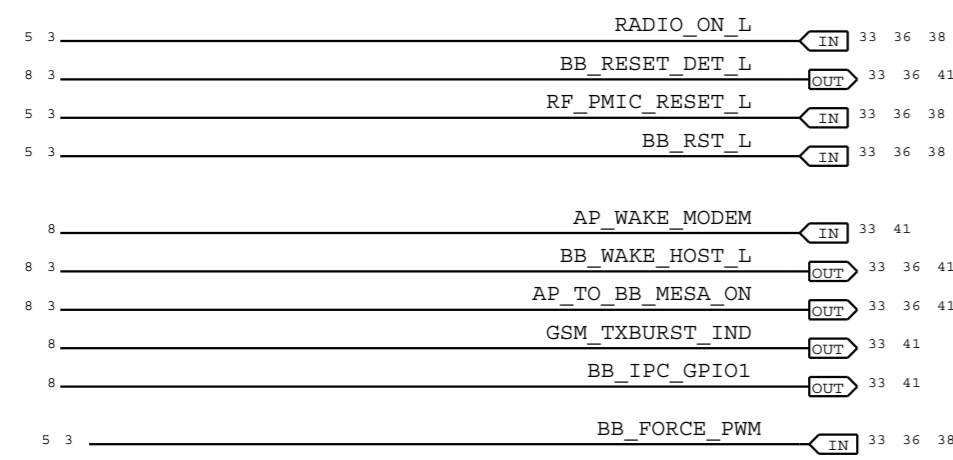 5 3 RADIO_ON_L IN 33 36 38
8 3 BB_RESET_DET_L OUT 33 36 41
5 3 RF_PMIC_RESET_L IN 33 36 38
5 3 BB_RST_L IN 33 36 38
8 AP_WAKE_MODEM IN 33 41
8 3 BB_WAKE_HOST_L OUT 33 36 41
8 3 AP_TO_BB_MESA_ON OUT 33 36 41
8 GSM_TXBURST_IND OUT 33 41
8 BB_IPC_GPIO1 OUT 33 41
5 3 BB_FORCE_PWM IN 33 36 38